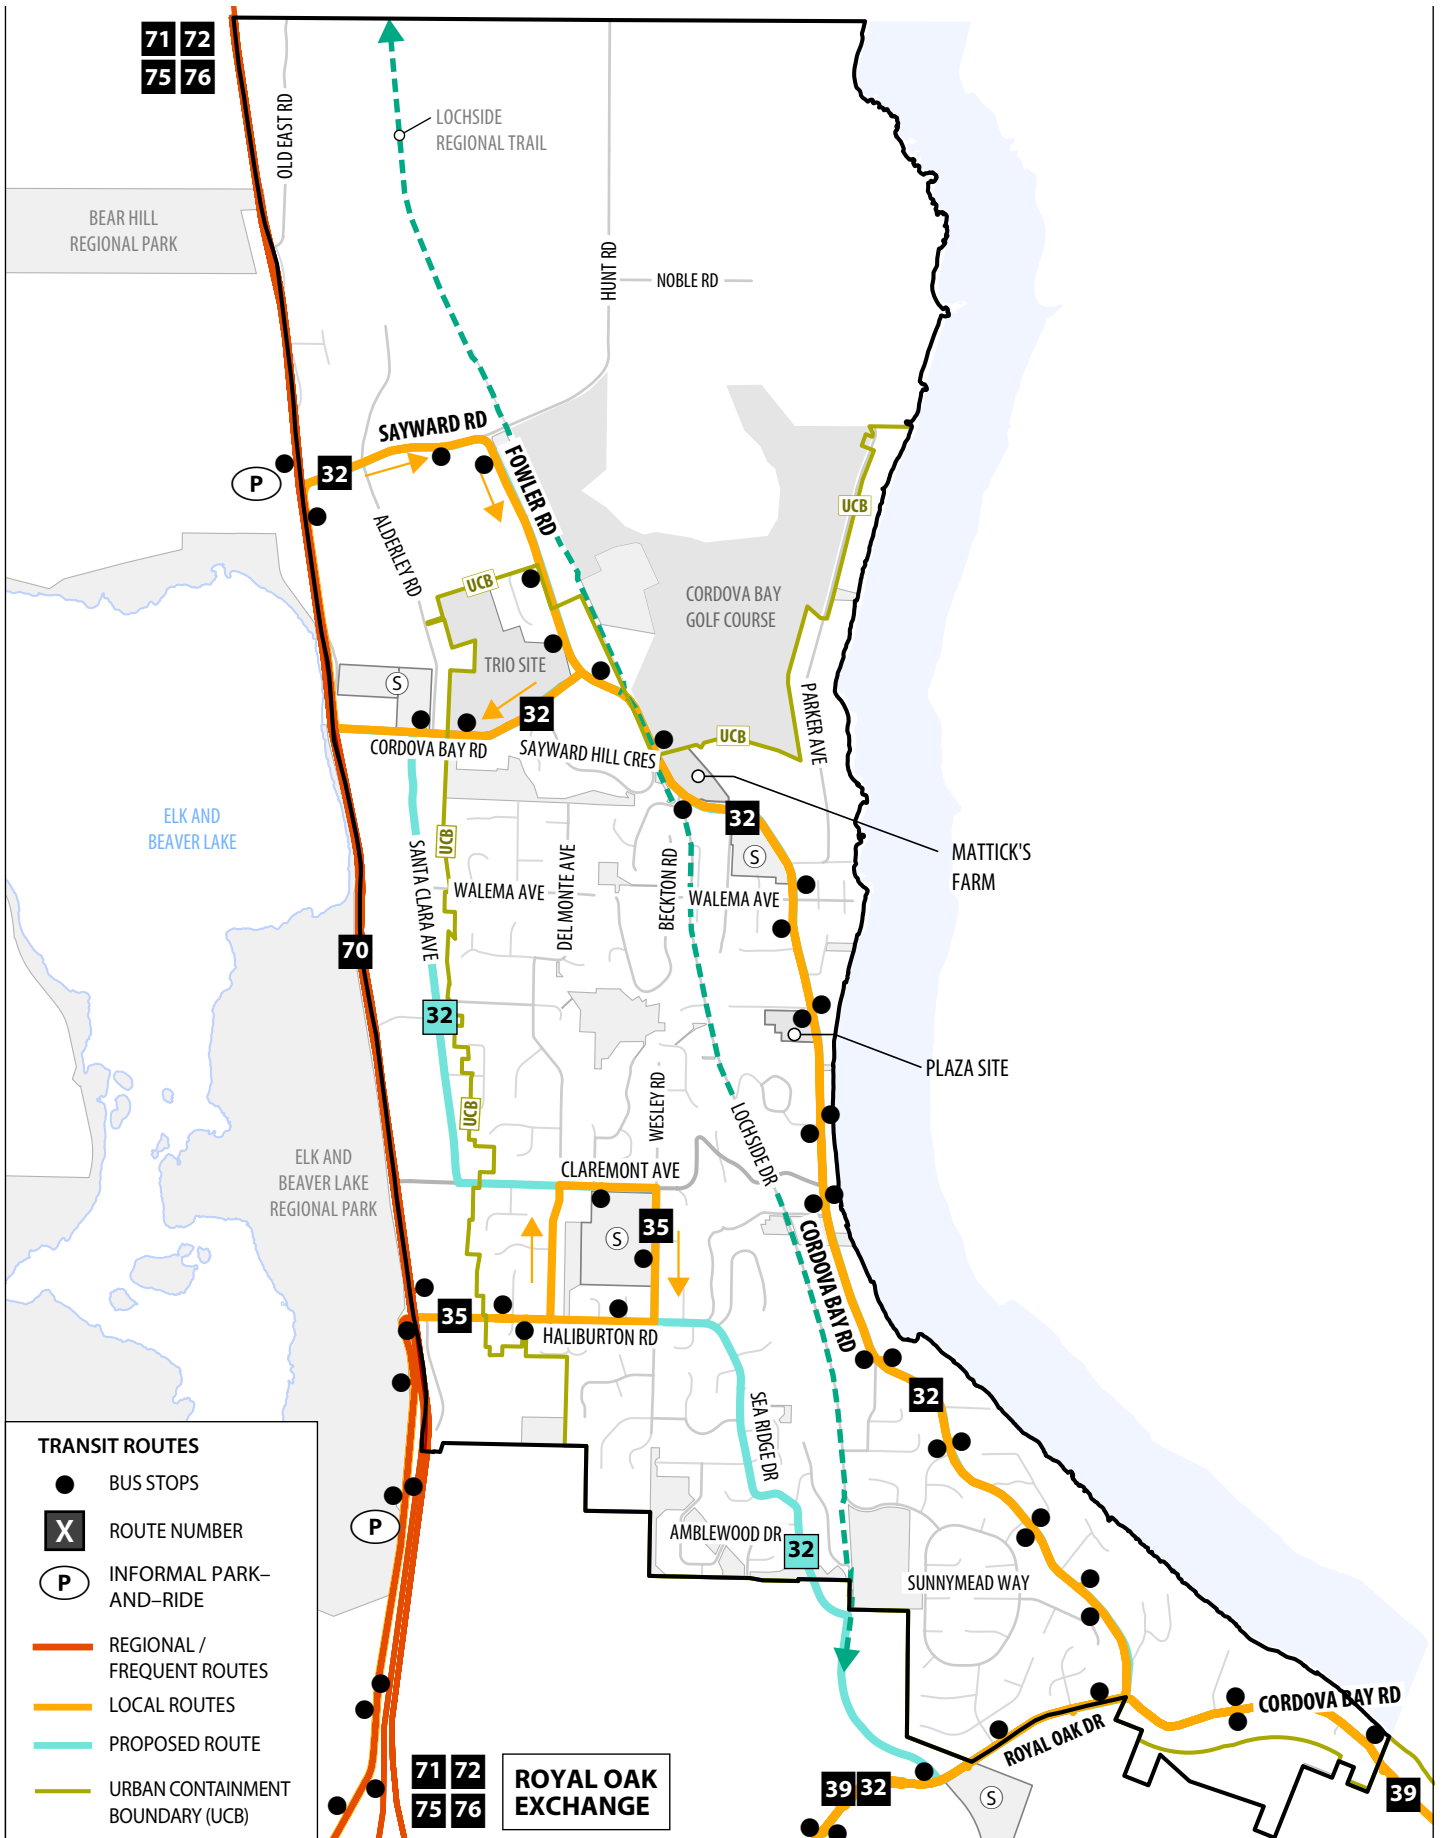 71 72
75 76
OLD EAST RD
LOCHSIDE
REGIONAL TRAIL
BEAR HILL
REGIONAL PARK
HUNT RD
NOBLE RD
SAYWARD RD
32
P
FOWLER RD
UCB
ALDERLEY RD
UCB
CORDOVA BAY
GOLF COURSE
TRIO SITE
S
PARKER AVE
32
UCB
CORDOVA BAY RD
SAYWARD HILL CRES
ELK AND
BEAVER LAKE
32
UCB
S
MATTICK'S
FARM
SANTA CLARA AVE
WALEMA AVE
DEL MONTE AVE
BECKTON RD
WALEMA AVE
70
32
PLAZA SITE
UCB
WESLEY RD
LOCHSIDE DR
ELK AND
BEAVER LAKE
REGIONAL PARK
CLAREMONT AVE
S
35
CORDOVA BAY RD
35
HALIBURTON RD
32
SEA RIDGE DR
TRANSIT ROUTES
BUS STOPS
X
ROUTE NUMBER
P
INFORMAL PARK–
AND–RIDE
REGIONAL /
FREQUENT ROUTES
LOCAL ROUTES
PROPOSED ROUTE
URBAN CONTAINMENT
BOUNDARY (UCB)
P
AMBLEWOOD DR
32
SUNNYMEAD WAY
CORDOVA BAY RD
ROYAL OAK DR
71 72
75 76
ROYAL OAK
EXCHANGE
39 32
S
39